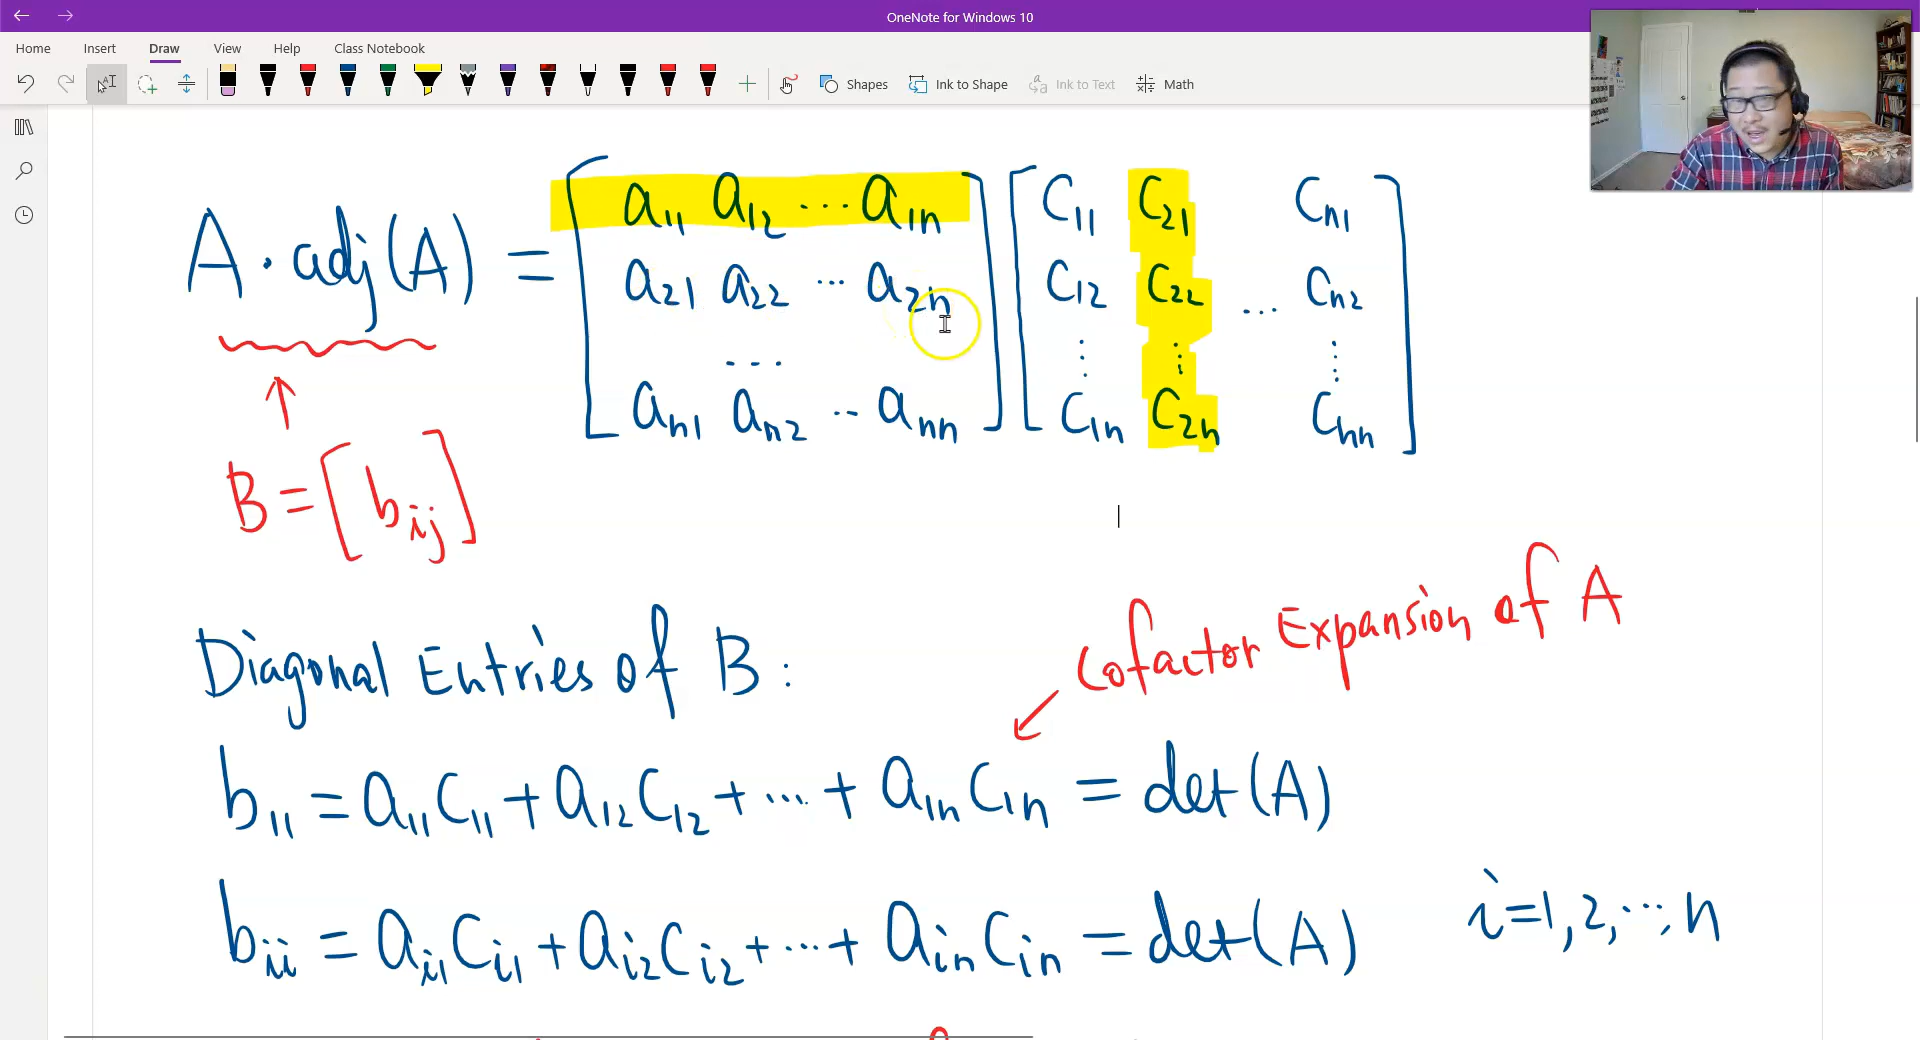 OneNote for Windows 10
Home Insert Draw View Help Class Notebook
Shapes Ink to Shape Ink to Text Math
A · adj(A) = [ a11 a12 ... a1n ] [ C11 C21 Cn1 ]
a21 a22 ... a2n C12 C22 ... Cn2
... ⋮ ⋮ ⋮
an1 an2 .. ann C1n C2n Cnn
B = [ bij ]
Cofactor Expansion of A
Diagonal Entries of B :
b11 = a11C11 + a12C12 + ... + a1nC1n = det(A)
bii = ai1Ci1 + ai2Ci2 + ... + ainCin = det(A) i=1,2,...,n